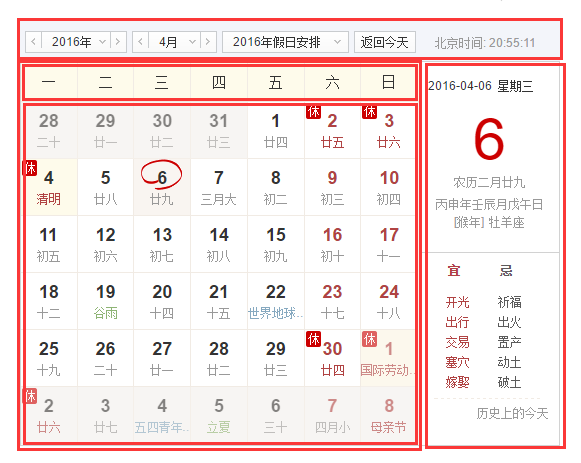 2016年 4月 2016年假日安排 返回今天 北京时间: 20:55:11
一 二 三 四 五 六 日
28 29 30 31 1 休 2 休 3
二十 廿一 廿二 廿三 廿四 廿五 廿六
休 4 5 6 7 8 9 10
清明 廿八 廿九 三月大 初二 初三 初四
11 12 13 14 15 16 17
初五 初六 初七 初八 初九 初十 十一
18 19 20 21 22 23 24
十二 谷雨 十四 十五 世界地球.. 十七 十八
25 26 27 28 29 休 30 休 1
十九 二十 廿一 廿二 廿三 廿四 国际劳动..
休 2 3 4 5 6 7 8
廿六 廿七 五四青年.. 立夏 三十 四月小 母亲节
2016-04-06 星期三
6
农历二月廿九
丙申年壬辰月戊午日
[猴年] 牡羊座
宜 忌
开光 祈福
出行 出火
交易 置产
塞穴 动土
嫁娶 破土
历史上的今天